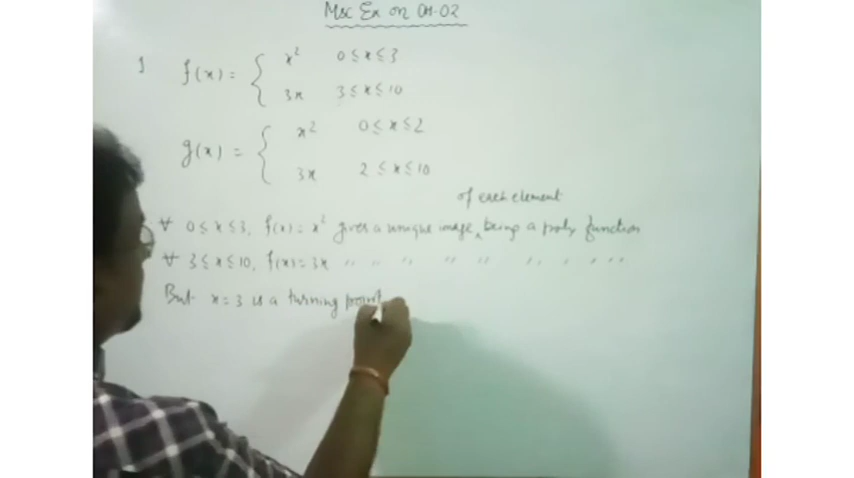 Misc Ex on CH-02
1 f(x) = { x² 0 ≤ x ≤ 3
3x 3 ≤ x ≤ 10
g(x) = { x² 0 ≤ x ≤ 2
3x 2 ≤ x ≤ 10
of each element
∀ 0 ≤ x ≤ 3, f(x) = x² gives a unique image ^ being a poly function
∀ 3 ≤ x ≤ 10, f(x) = 3x " " " " " " " " " "
But x = 3 is a turning point